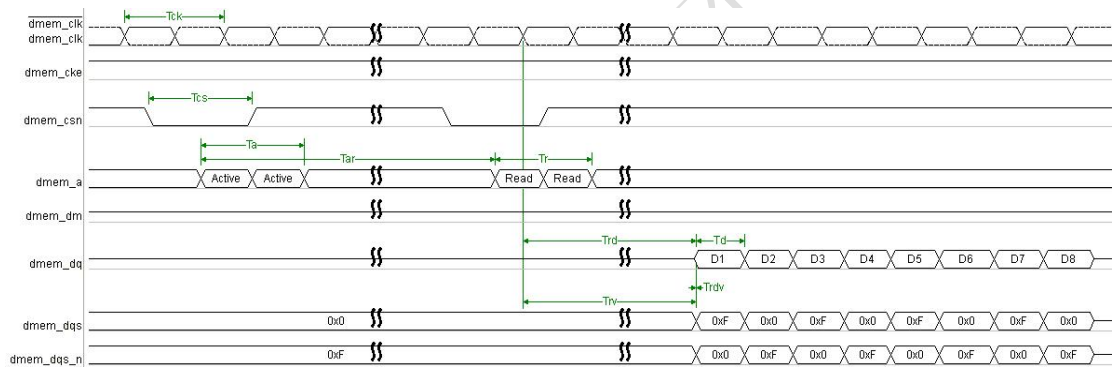 Tck
dmem_clk
dmem_clk
dmem_cke
Tcs
dmem_csn
Ta
Tar Tr
dmem_a Active Active Read Read
dmem_dm
Trd Td
dmem_dq D1 D2 D3 D4 D5 D6 D7 D8
Trdv
Trv
dmem_dqs 0x0 0xF 0x0 0xF 0x0 0xF 0x0 0xF 0x0
dmem_dqs_n 0xF 0x0 0xF 0x0 0xF 0x0 0xF 0x0 0xF